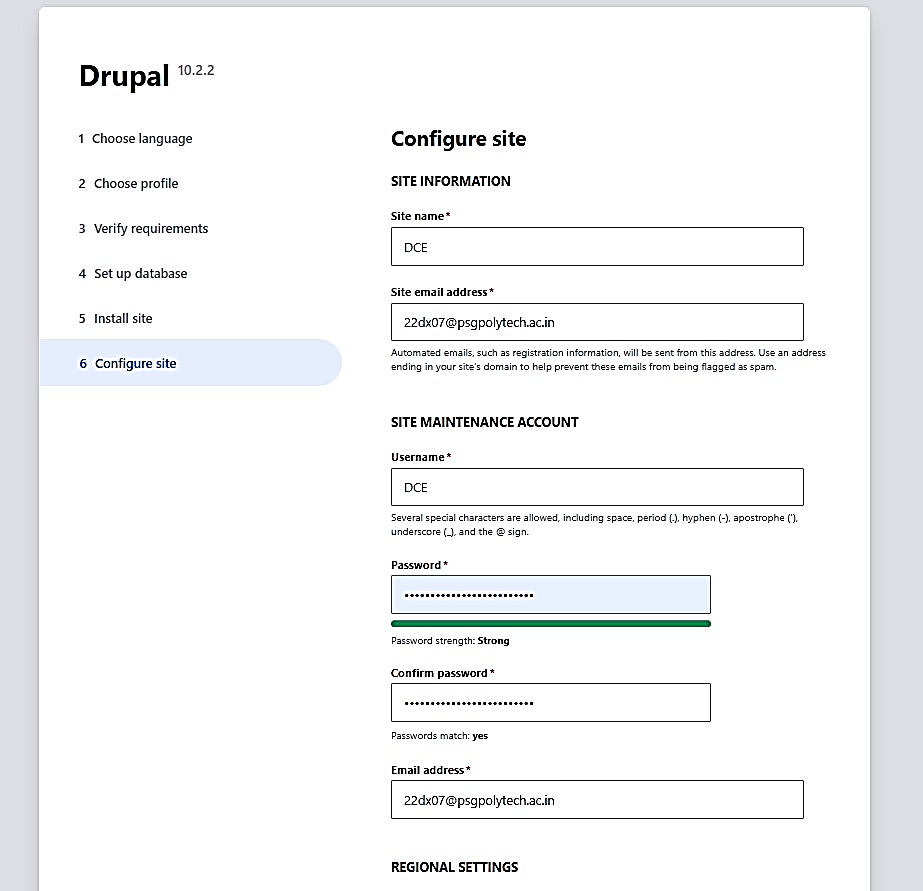 Drupal 10.2.2
1 Choose language
2 Choose profile
3 Verify requirements
4 Set up database
5 Install site
6 Configure site
Configure site
SITE INFORMATION
Site name*
DCE
Site email address*
22dx07@psgpolytech.ac.in
Automated emails, such as registration information, will be sent from this address. Use an address
ending in your site's domain to help prevent these emails from being flagged as spam.
SITE MAINTENANCE ACCOUNT
Username*
DCE
Several special characters are allowed, including space, period (.), hyphen (-), apostrophe ('),
underscore (_), and the @ sign.
Password*
•••••••••••••••••••••••••
Password strength: Strong
Confirm password*
•••••••••••••••••••••••••
Passwords match: yes
Email address*
22dx07@psgpolytech.ac.in
REGIONAL SETTINGS